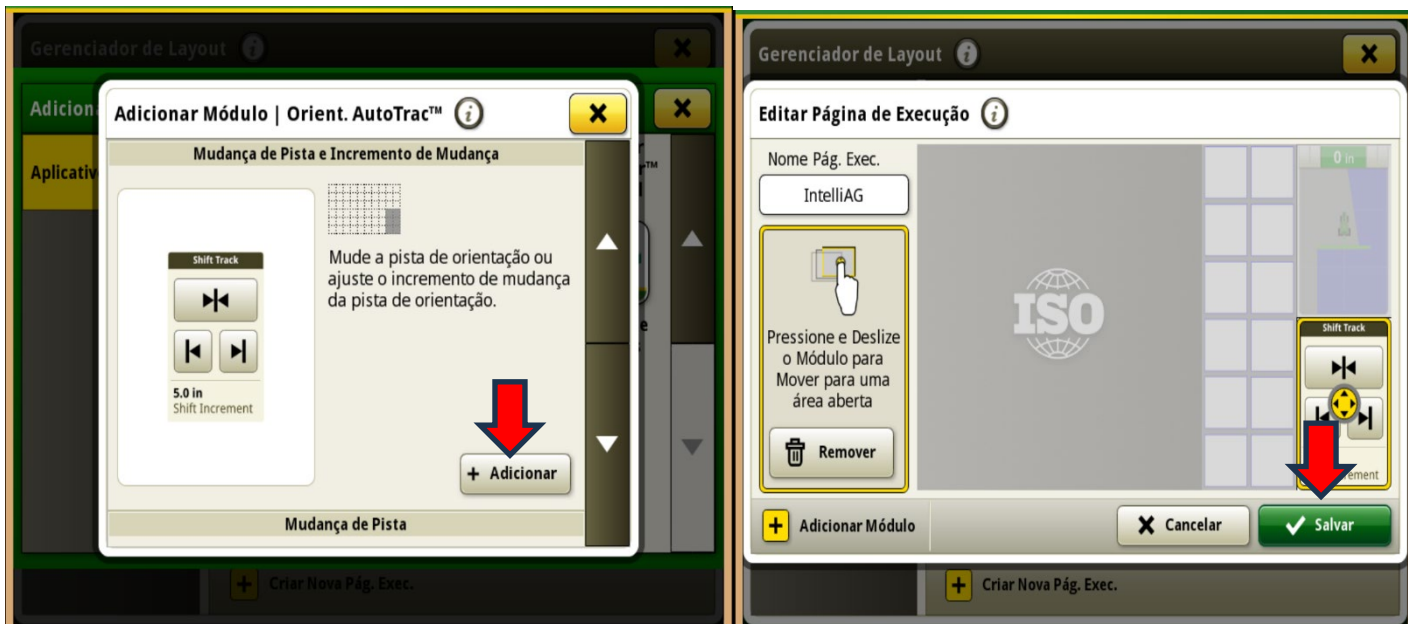 Gerenciador de Layout
Adicion
Adicionar Módulo | Orient. AutoTrac™
Aplicativ
Mudança de Pista e Incremento de Mudança
Shift Track
5.0 in
Shift Increment
Mude a pista de orientação ou
ajuste o incremento de mudança
da pista de orientação.
+ Adicionar
Mudança de Pista
Criar Nova Pág. Exec.
Gerenciador de Layout
Editar Página de Execução
Nome Pág. Exec.
IntelliAG
Pressione e Deslize
o Módulo para
Mover para uma
área aberta
Remover
ISO
0 in
Shift Track
ement
Adicionar Módulo
Cancelar
Salvar
Criar Nova Pág. Exec.